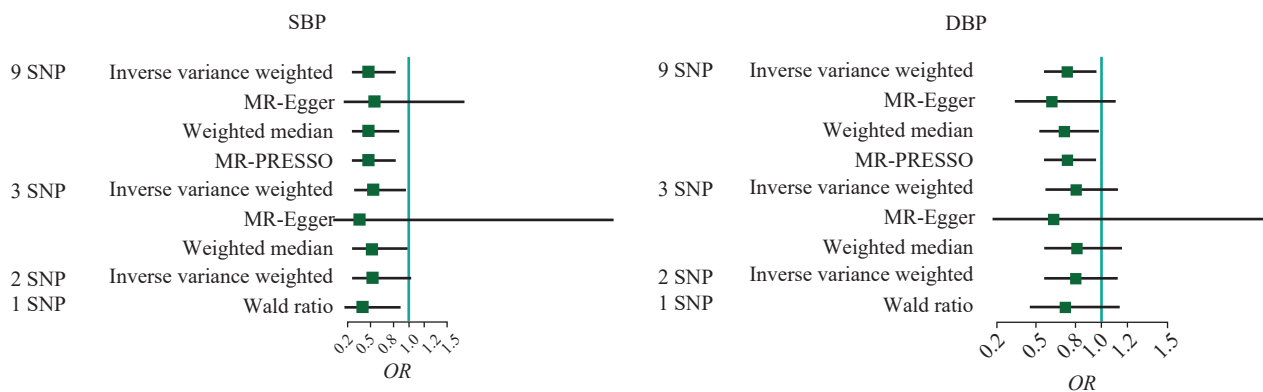 SBP
9 SNP Inverse variance weighted
MR-Egger
Weighted median
MR-PRESSO
3 SNP Inverse variance weighted
MR-Egger
Weighted median
2 SNP Inverse variance weighted
1 SNP Wald ratio
0.2 0.5 0.8 1.0 1.2 1.5
OR
DBP
9 SNP Inverse variance weighted
MR-Egger
Weighted median
MR-PRESSO
3 SNP Inverse variance weighted
MR-Egger
Weighted median
2 SNP Inverse variance weighted
1 SNP Wald ratio
0.2 0.5 0.8 1.0 1.2 1.5
OR